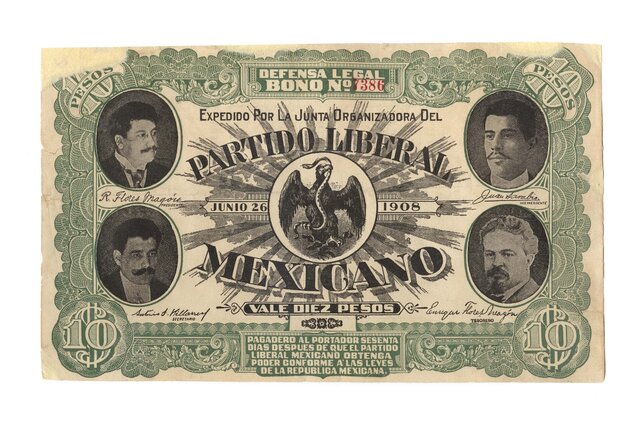 DEFENSA LEGAL
BONO Nº 7386
10 PESOS
10 PESOS
EXPEDIDO POR LA JUNTA ORGANIZADORA DEL
PARTIDO LIBERAL
JUNIO 26 1908
MEXICANO
VALE DIEZ PESOS
R. Flores Magón
PRESIDENTE
Juan Sarabia
VICE PRESIDENTE
Antonio I. Villarreal
SECRETARIO
Enrique Flores Magón
TESORERO
10
10
PAGADERO AL PORTADOR SESENTA
DIAS DESPUES DE QUE EL PARTIDO
LIBERAL MEXICANO OBTENGA
PODER CONFORME A LAS LEYES
DE LA REPUBLICA MEXICANA.